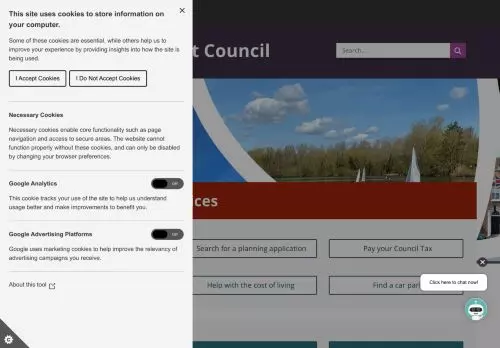 This site uses cookies to store information on
your computer.
Some of these cookies are essential, while others help us to
improve your experience by providing insights into how the site is
being used.
I Accept Cookies
I Do Not Accept Cookies
Necessary Cookies
Necessary cookies enable core functionality such as page
navigation and access to secure areas. The website cannot
function properly without these cookies, and can only be disabled
by changing your browser preferences.
Google Analytics
Off
This cookie tracks your use of the site to help us understand
usage better and make improvements to benefit you.
Google Advertising Platforms
Off
Google uses marketing cookies to help improve the relevancy of
advertising campaigns you receive.
About this tool
t Council
Search...
ces
Search for a planning application
Pay your Council Tax
Help with the cost of living
Find a car par
Click here to chat now!